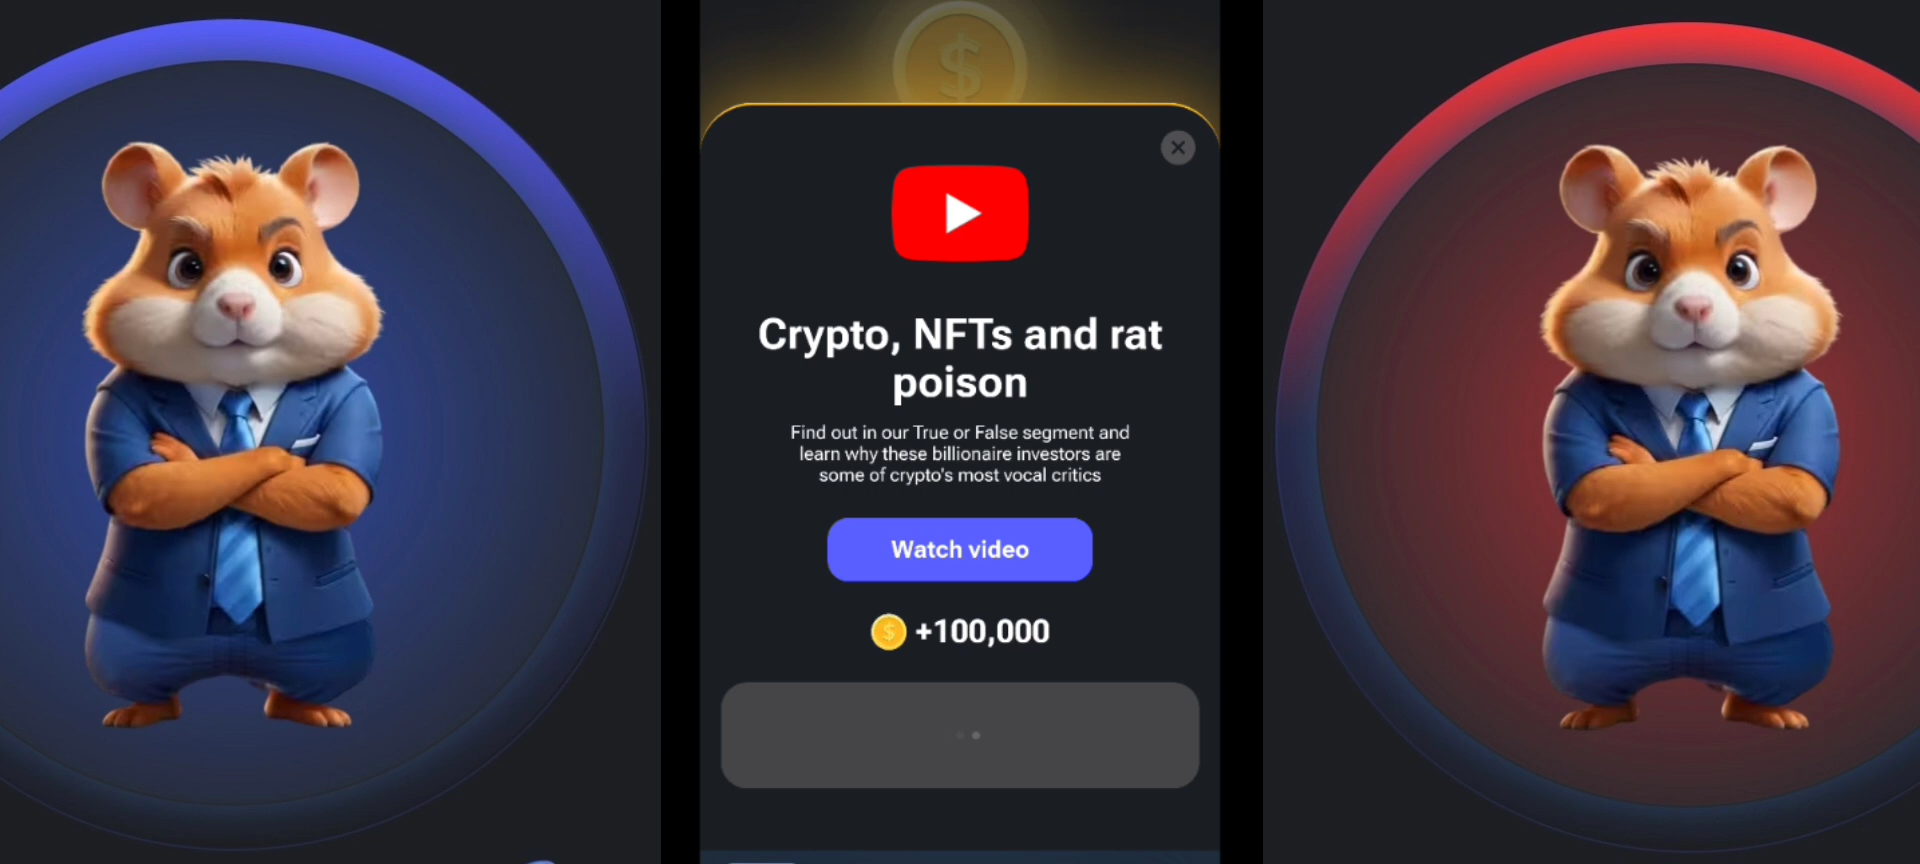 Crypto, NFTs and rat
poison
Find out in our True or False segment and
learn why these billionaire investors are
some of crypto's most vocal critics
Watch video
+100,000